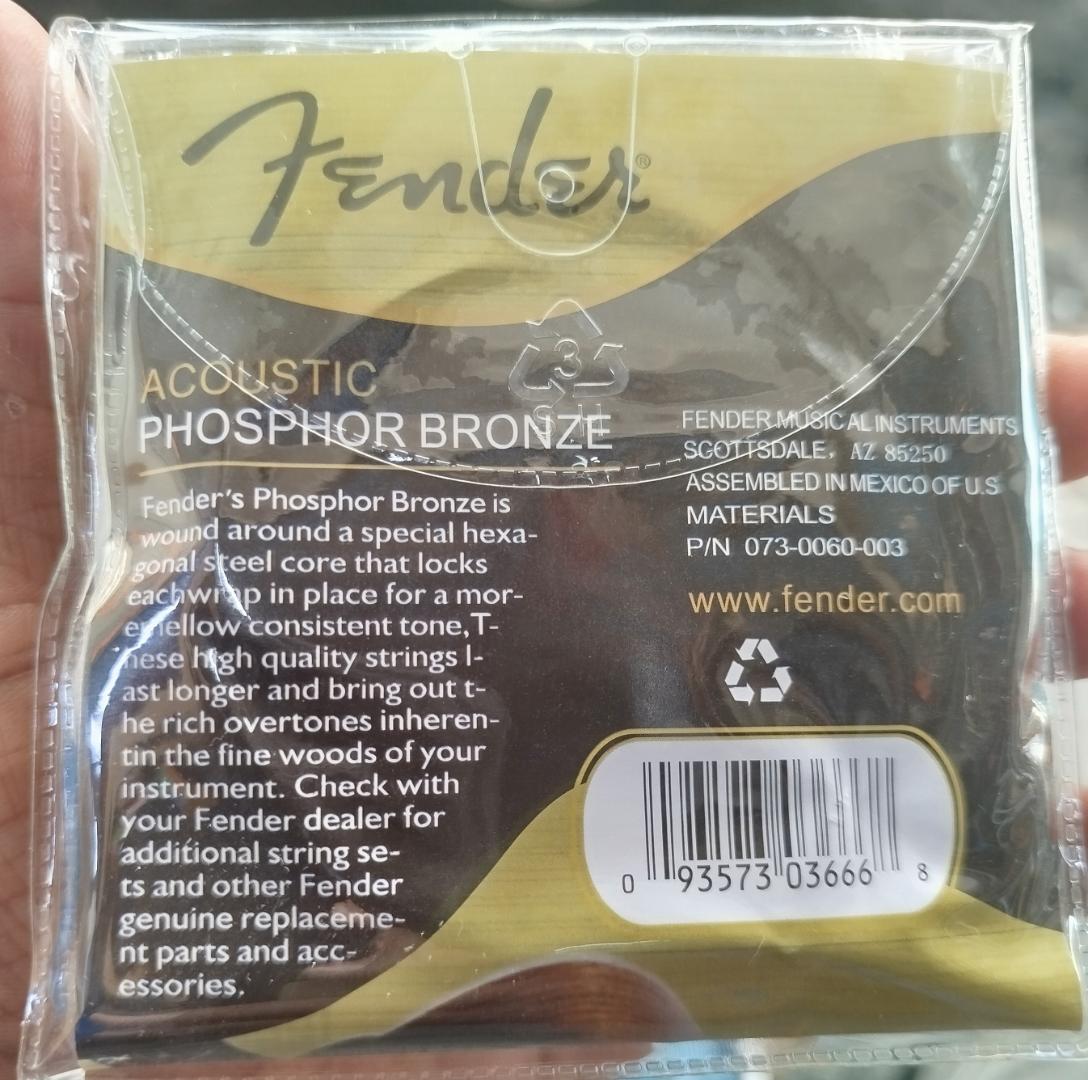 Fender®
3
ACOUSTIC
PHOSPHOR BRONZE
Fender's Phosphor Bronze is
wound around a special hexa-
gonal steel core that locks
eachwrap in place for a mor-
emellow consistent tone,T-
hese high quality strings l-
ast longer and bring out t-
he rich overtones inheren-
tin the fine woods of your
instrument. Check with
your Fender dealer for
additional string se-
ts and other Fender
genuine replaceme-
nt parts and acc-
essories.
FENDER MUSICAL INSTRUMENTS
SCOTTSDALE, AZ 85250
ASSEMBLED IN MEXICO OF U.S
MATERIALS
P/N 073-0060-003
www.fender.com
0 93573 03666 8